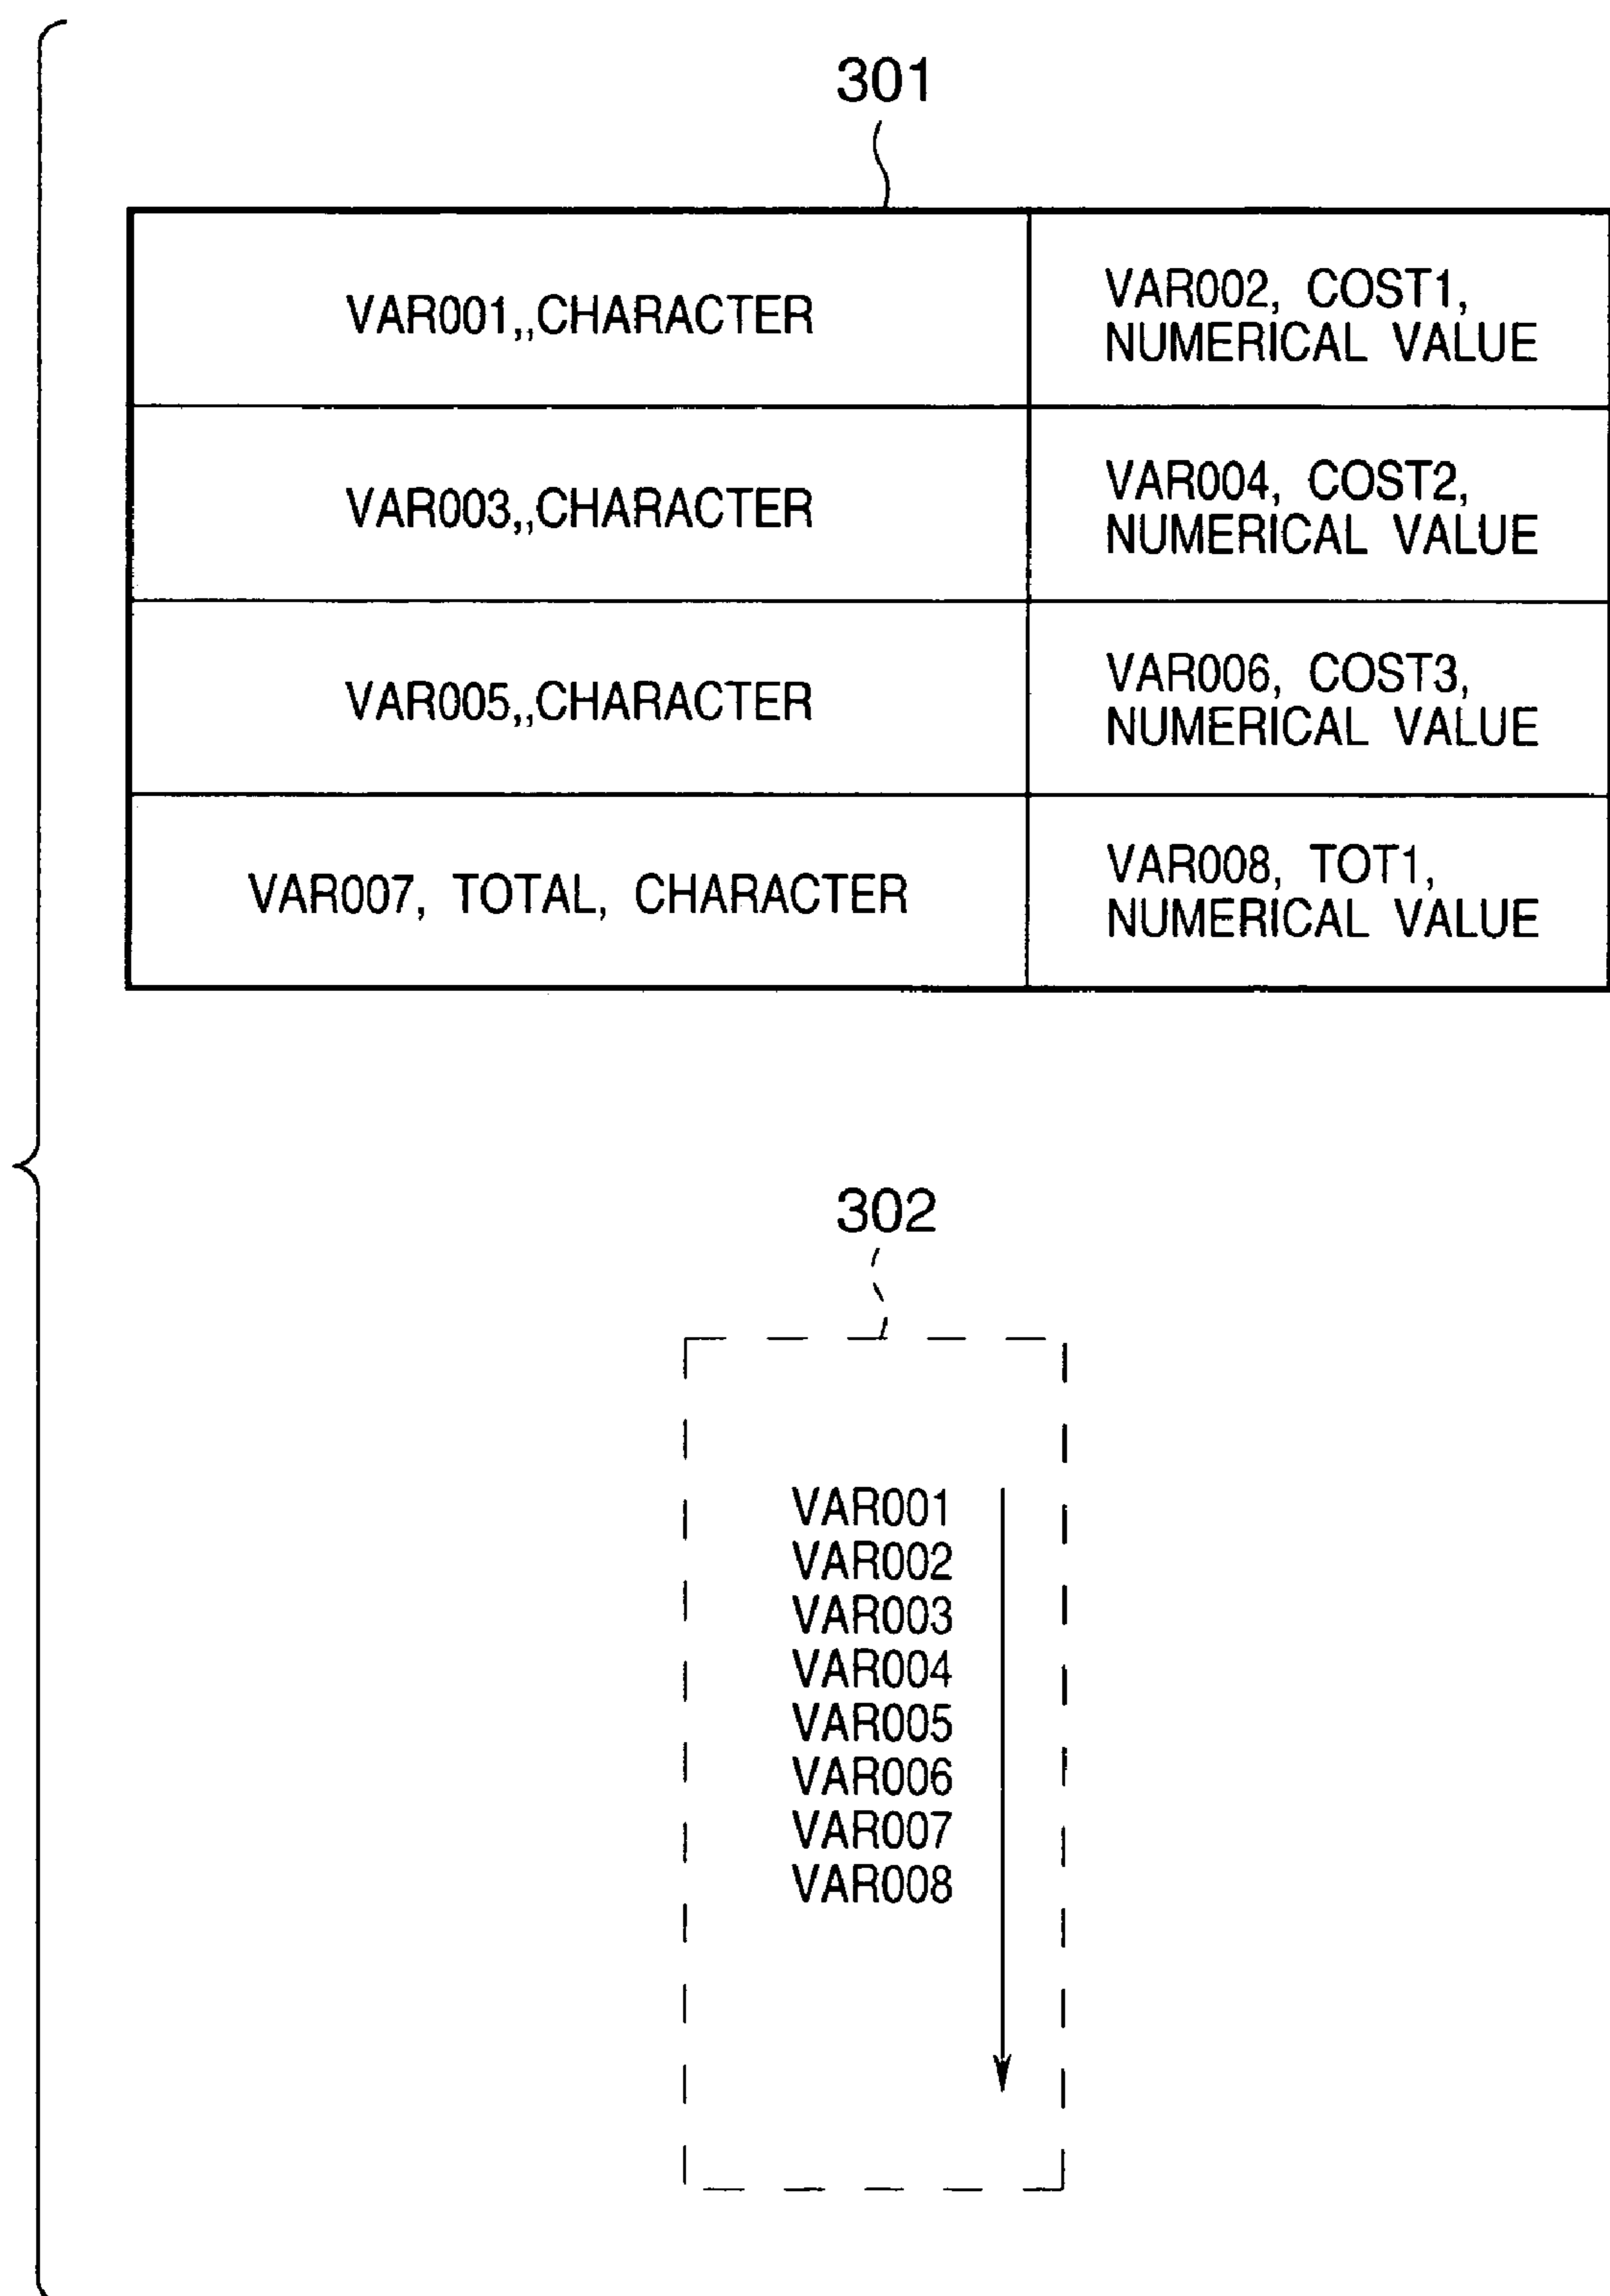 301
VAR001,,CHARACTER
VAR002, COST1,
NUMERICAL VALUE
VAR003,,CHARACTER
VAR004, COST2,
NUMERICAL VALUE
VAR005,,CHARACTER
VAR006, COST3,
NUMERICAL VALUE
VAR007, TOTAL, CHARACTER
VAR008, TOT1,
NUMERICAL VALUE
302
VAR001
VAR002
VAR003
VAR004
VAR005
VAR006
VAR007
VAR008